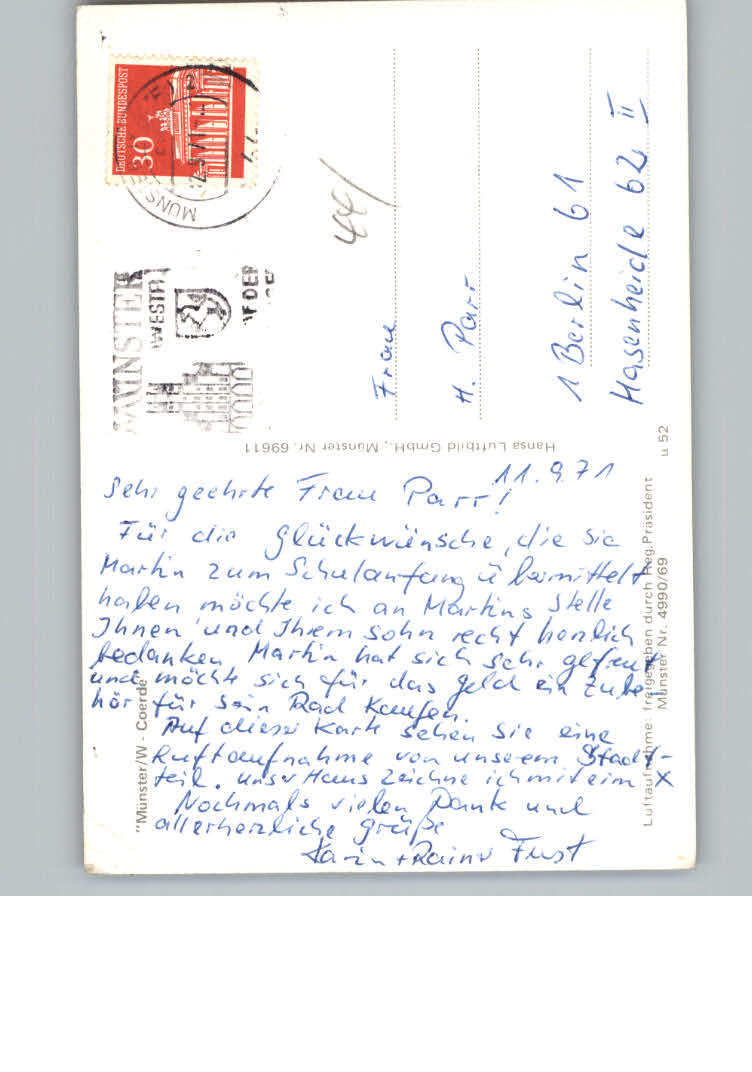 DEUTSCHE BUNDESPOST
30
MÜNSTER
WESTF
44/
Frau
H. Parr
1 Berlin 61
Hasenheide 62 II
Hansa Luftbild GmbH., Münster Nr. 69611
u 52
11.9.71
Sehr geehrte Frau Parr!
Für die Glückwünsche, die sie
Martin zum Schulanfang übermittelt
haben möchte ich an Martins Stelle
Ihnen und Ihrem Sohn recht herzlich
bedanken. Martin hat sich sehr gefreut
und möchte sich für das Geld ein Zube-
hör für sein Rad kaufen.
Auf dieser Karte sehen Sie eine
Luftaufnahme von unserem Stadt-
teil. Unser Haus zeichne ich mit eim X
Nochmals vielen Dank und
allerherzliche Grüße
Karin + Rainer Fust
"Münster/W - Coerde"
Luftaufnahme: freigegeben durch Reg.Präsident
Münster Nr. 4990/69